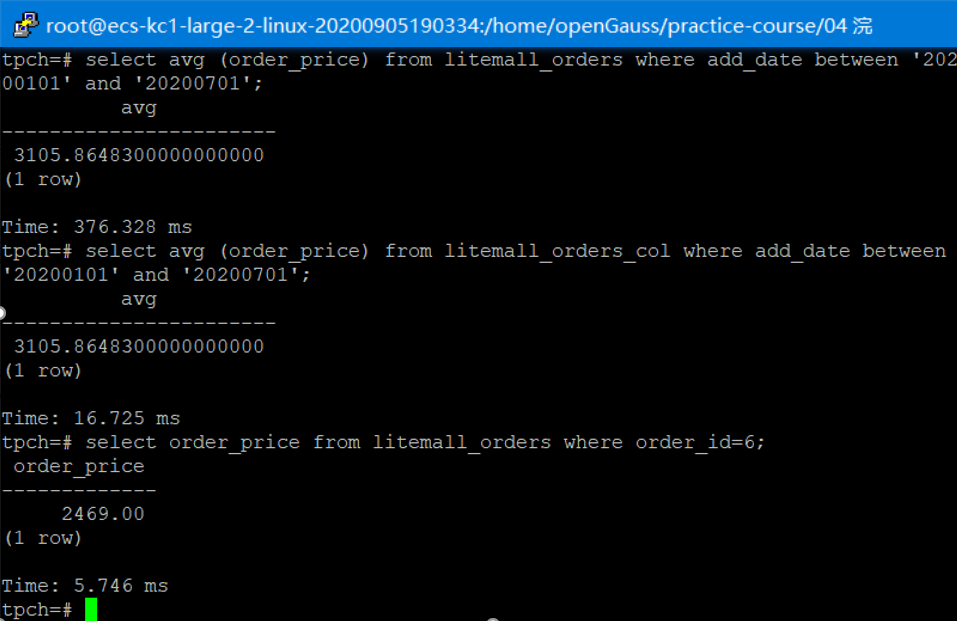 root@ecs-kc1-large-2-linux-20200905190334:/home/openGauss/practice-course/04 浣
tpch=# select avg (order_price) from litemall_orders where add_date between '202
00101' and '20200701';
avg
-----------------------
3105.8648300000000000
(1 row)
Time: 376.328 ms
tpch=# select avg (order_price) from litemall_orders_col where add_date between
'20200101' and '20200701';
avg
-----------------------
3105.8648300000000000
(1 row)
Time: 16.725 ms
tpch=# select order_price from litemall_orders where order_id=6;
order_price
-------------
2469.00
(1 row)
Time: 5.746 ms
tpch=#